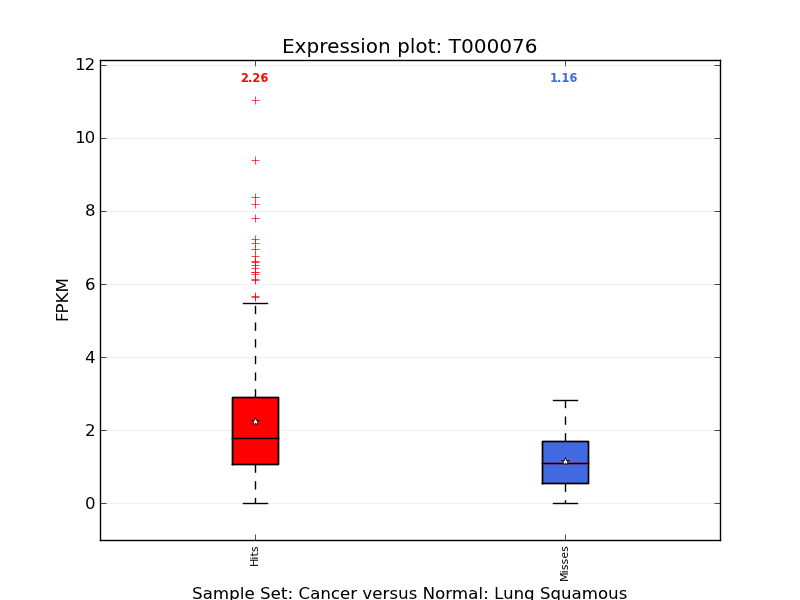 Expression plot: T000076
12
2.26
1.16
10
8
6
FPKM
4
2
0
Hits
Misses
Sample Set: Cancer versus Normal: Lung Squamous